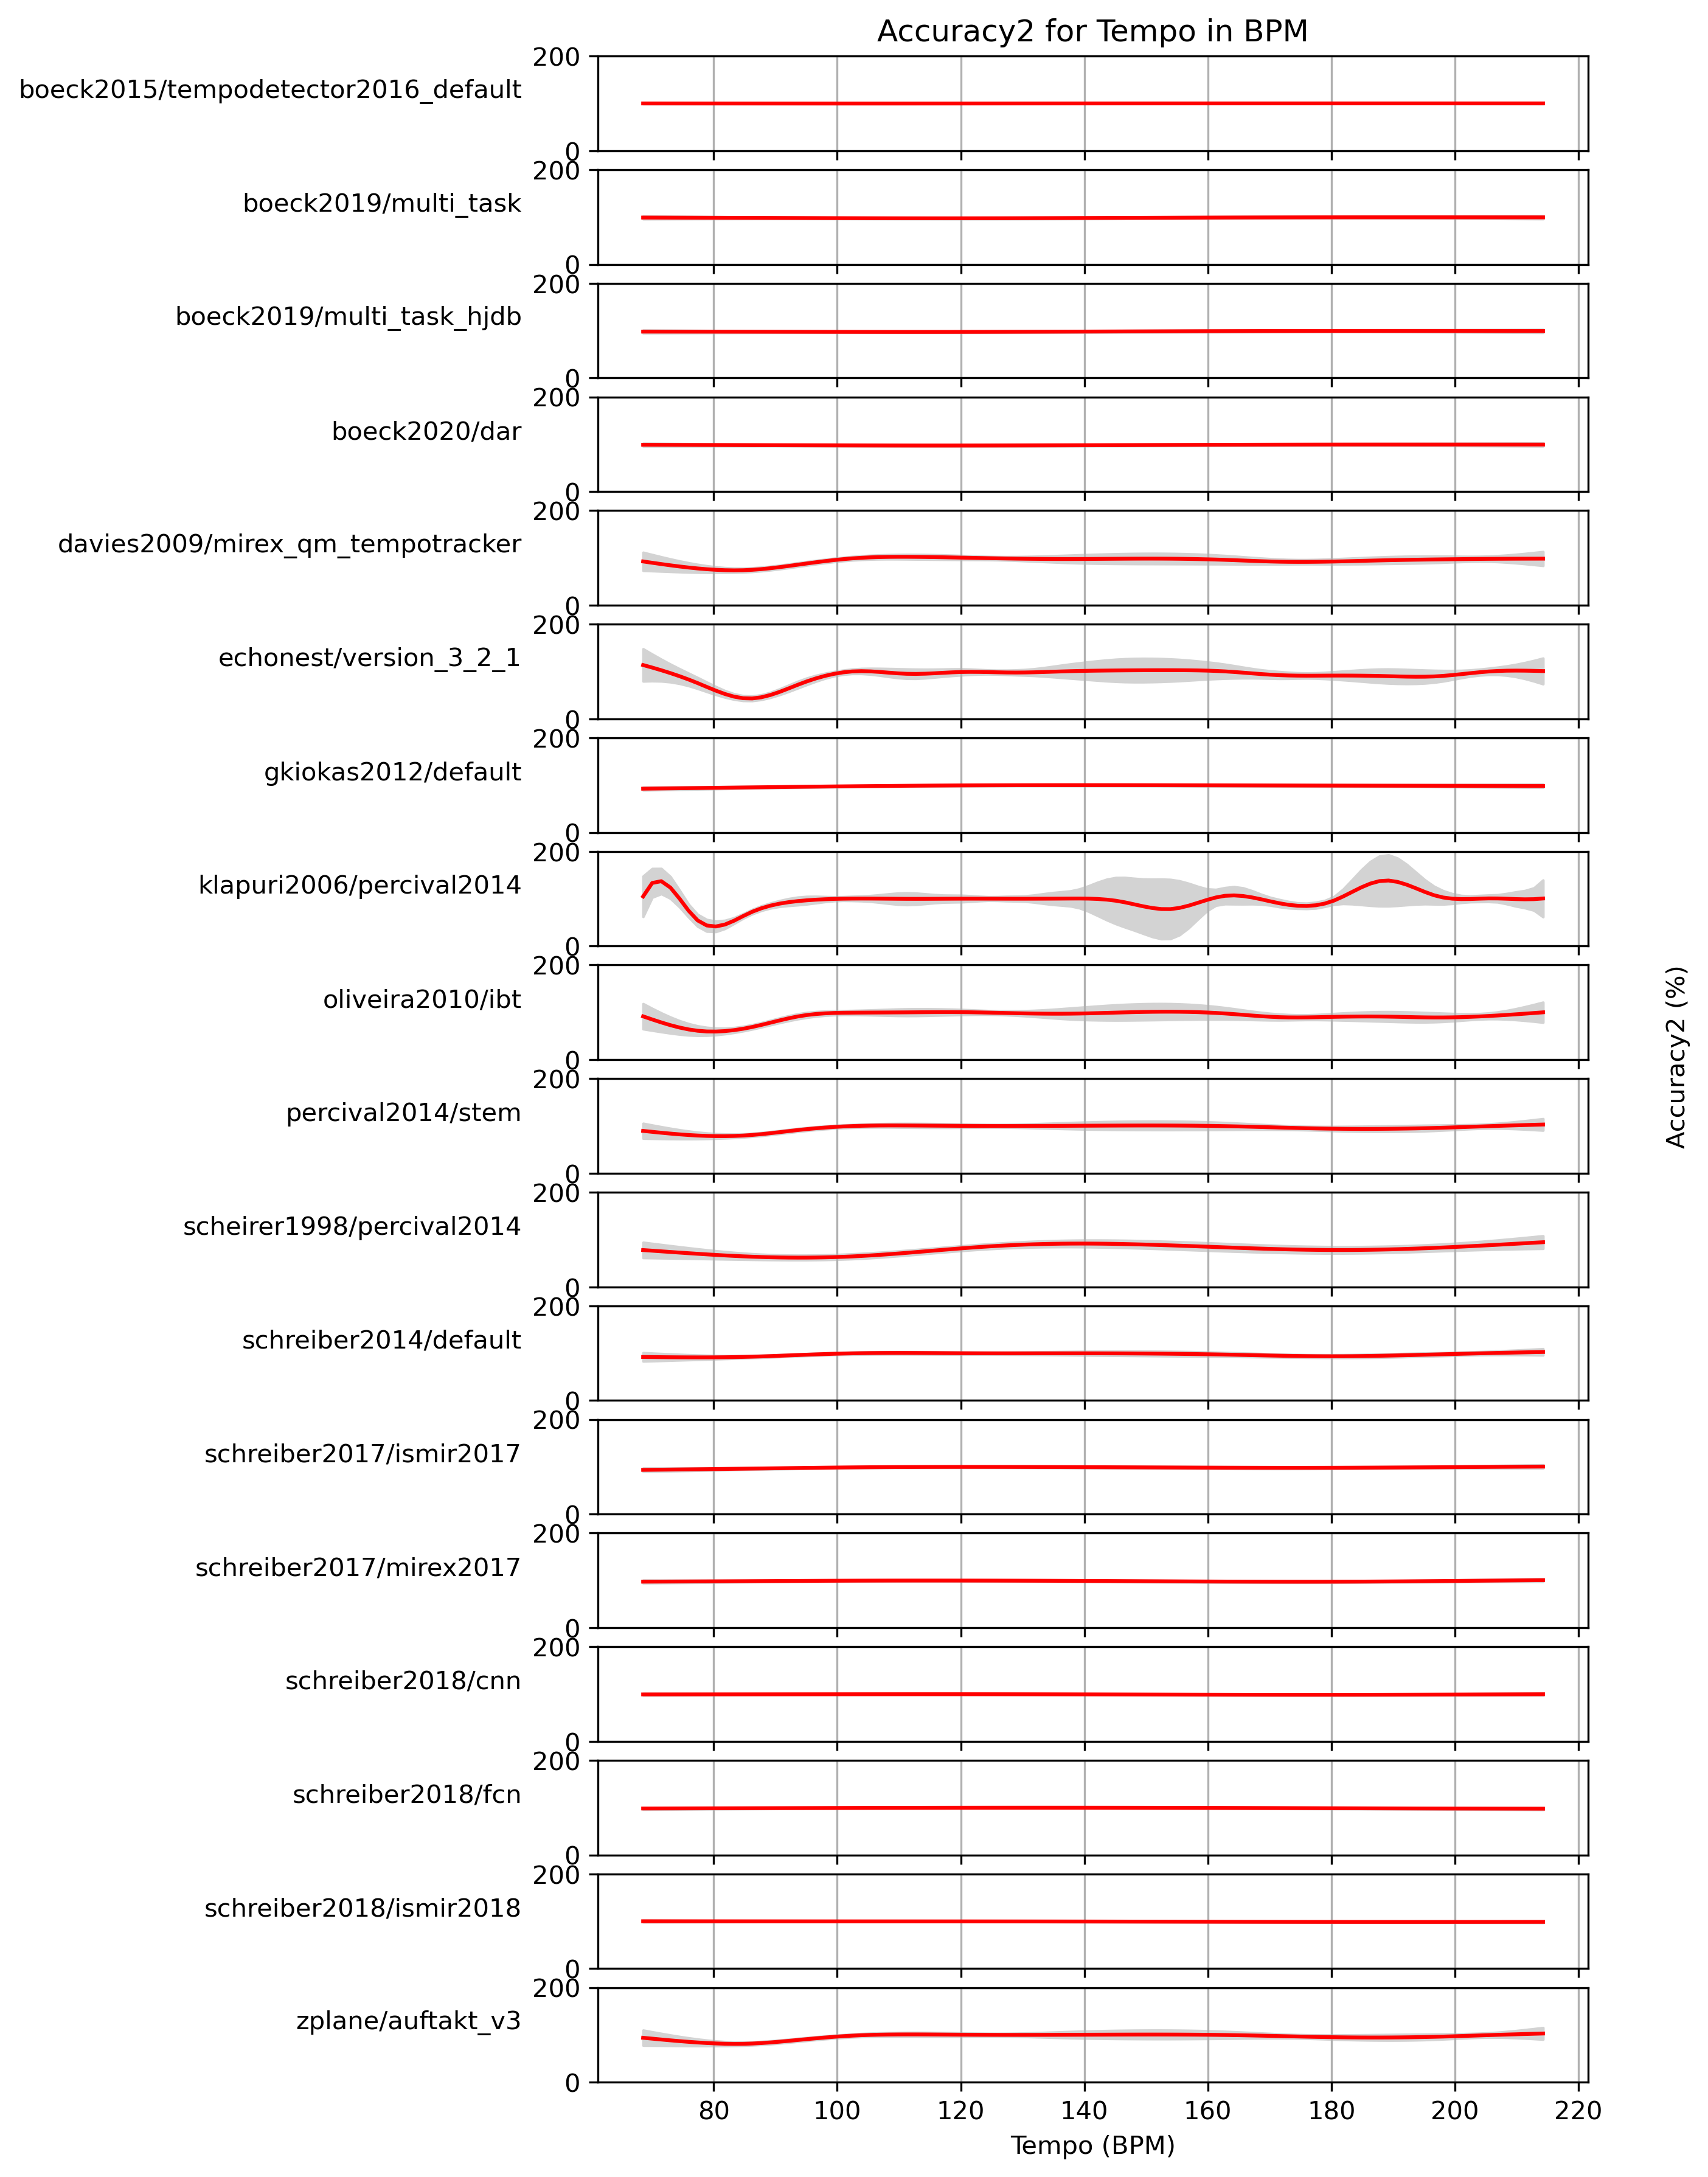 Accuracy2 for Tempo in BPM
200
boeck2015/tempodetector2016_default
0
200
boeck2019/multi_task
0
200
boeck2019/multi_task_hjdb
0
200
boeck2020/dar
0
200
davies2009/mirex_qm_tempotracker
0
200
echonest/version_3_2_1
0
200
gkiokas2012/default
0
200
klapuri2006/percival2014
0
200
oliveira2010/ibt
0
200
percival2014/stem
0
200
scheirer1998/percival2014
0
200
schreiber2014/default
0
200
schreiber2017/ismir2017
0
200
schreiber2017/mirex2017
0
200
schreiber2018/cnn
0
200
schreiber2018/fcn
0
200
schreiber2018/ismir2018
0
200
zplane/auftakt_v3
0
80 100 120 140 160 180 200 220
Tempo (BPM)
Accuracy2 (%)